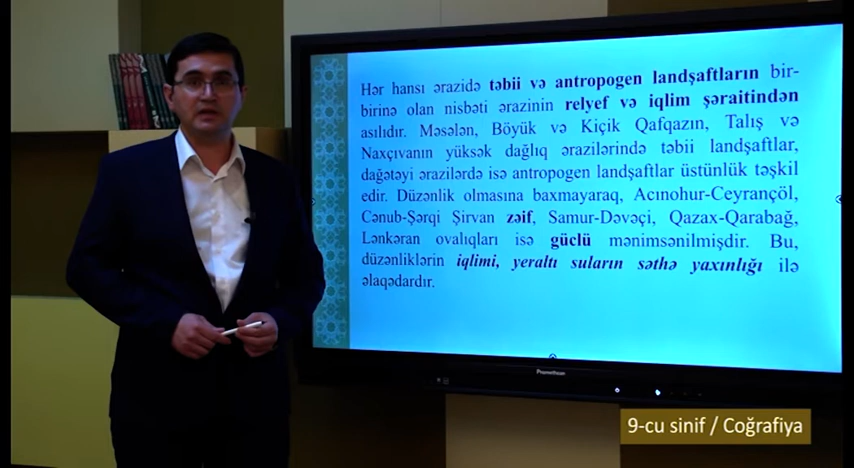 Hər hansı ərazidə təbii və antropogen landşaftların bir-
birinə olan nisbəti ərazinin relyef və iqlim şəraitindən
asılıdır. Məsələn, Böyük və Kiçik Qafqazın, Talış və
Naxçıvanın yüksək dağlıq ərazilərində təbii landşaftlar,
dağətəyi ərazilərdə isə antropogen landşaftlar üstünlük təşkil
edir. Düzənlik olmasına baxmayaraq, Acınohur-Ceyrançöl,
Cənub-Şərqi Şirvan zəif, Samur-Dəvəçi, Qazax-Qarabağ,
Lənkəran ovalıqları isə güclü mənimsənilmişdir. Bu,
düzənliklərin iqlimi, yeraltı suların səthə yaxınlığı ilə
əlaqədardır.
Promethean
9-cu sinif / Coğrafiya